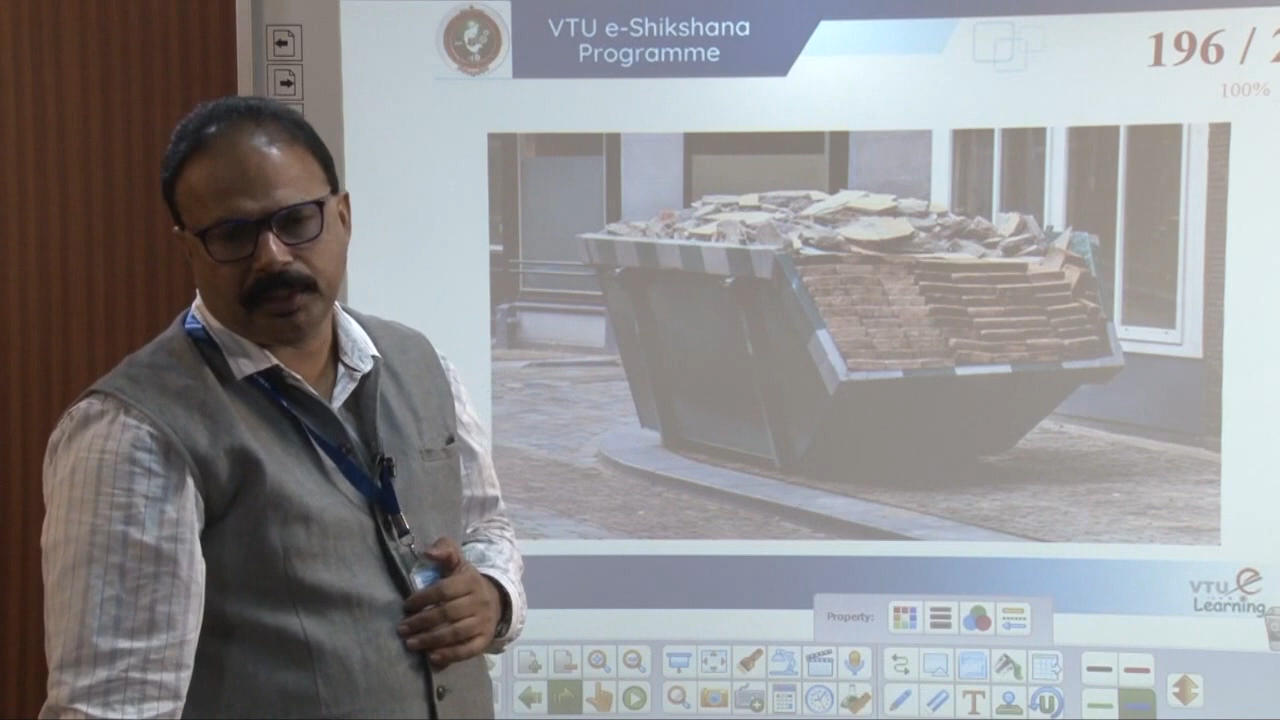 VTU e-Shikshana
Programme
196 / 2
100%
VTU e
Learning
Property:
T